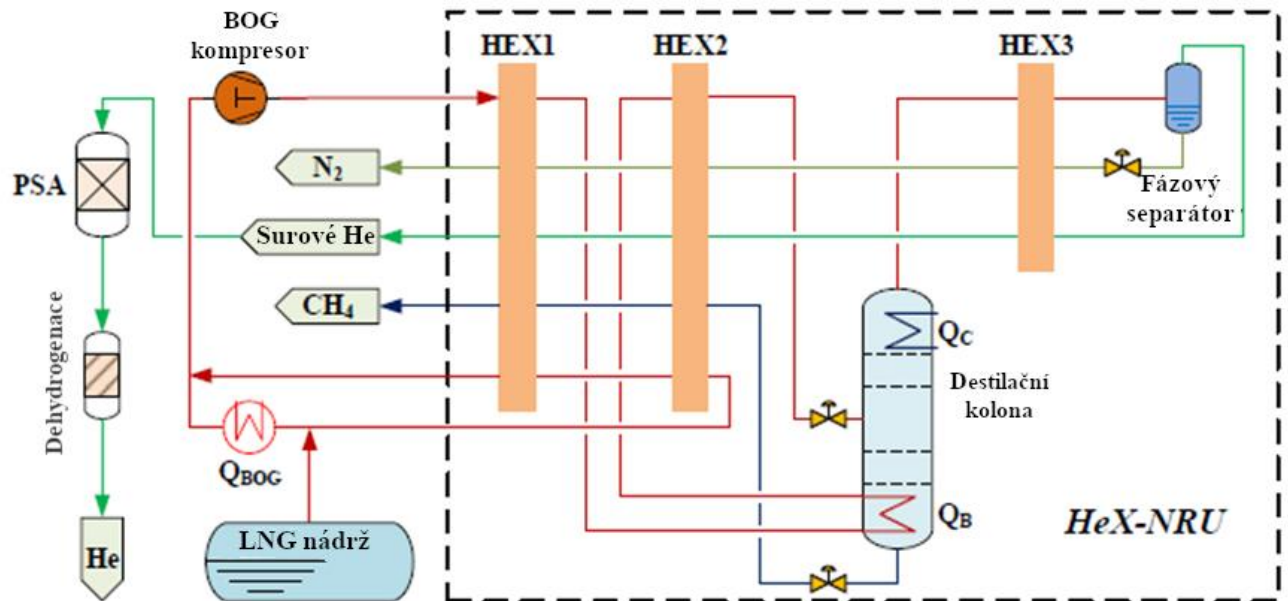 BOG
kompresor
HEX1
HEX2
HEX3
PSA
N2
Fázový
separátor
Surové He
CH4
QC
Dehydrogenace
Destilační
kolona
QBOG
QB
LNG nádrž
He
HeX-NRU